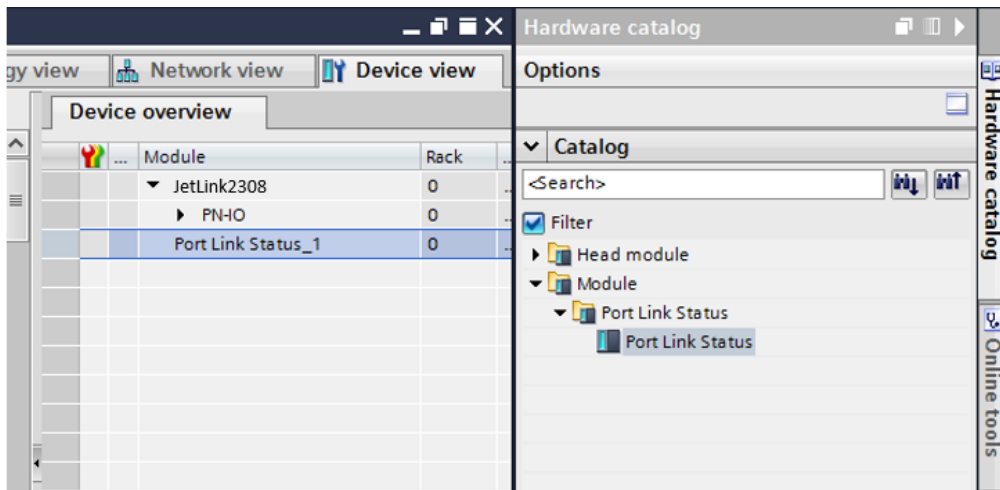 Hardware catalog
gy view
Network view
Device view
Options
Device overview
... Module Rack ...
Catalog
JetLink2308 0 ..
<Search>
PN-IO 0 ..
Filter
Port Link Status_1 0 ..
Head module
Module
Port Link Status
Port Link Status
Hardware catalog
Online tools